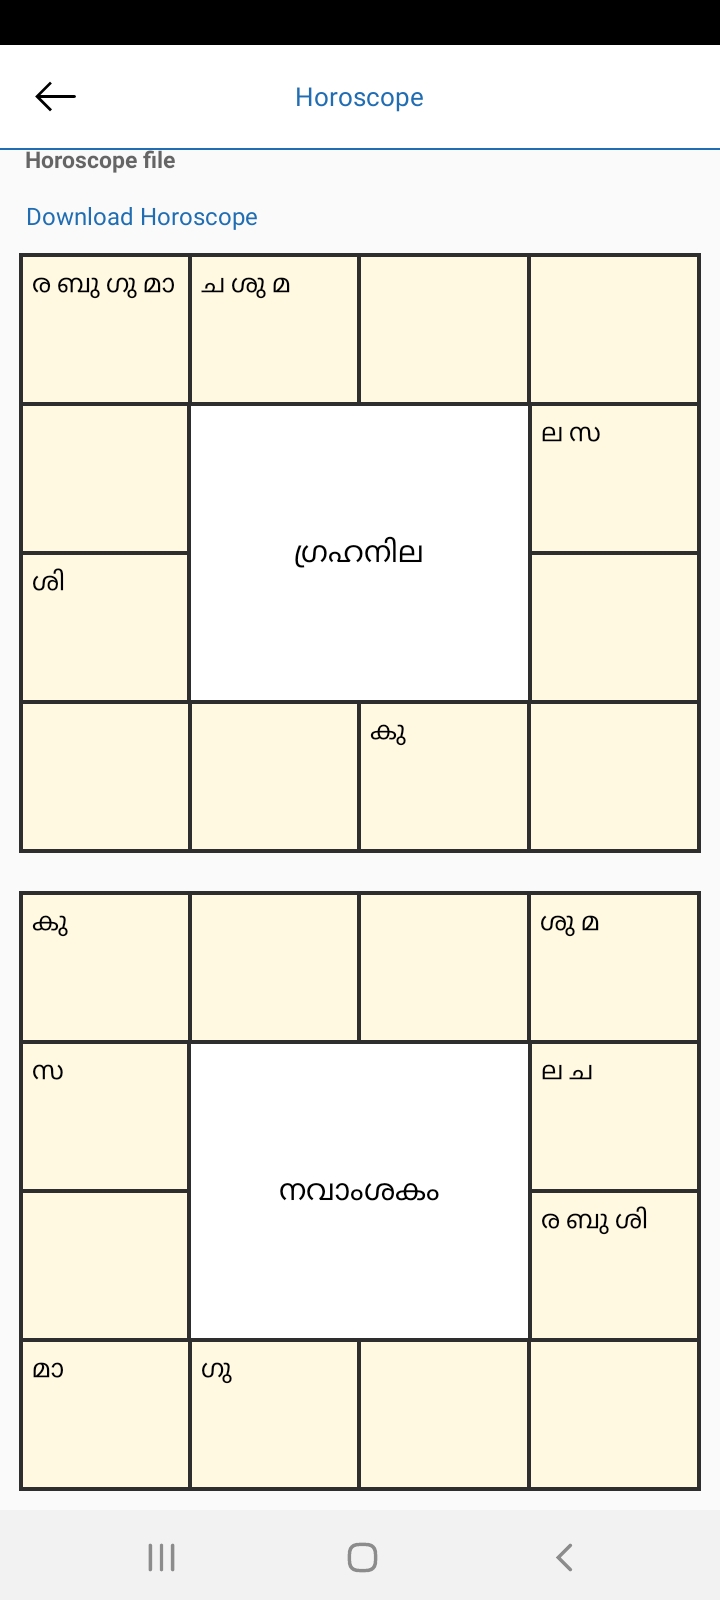 Horoscope
Horoscope file
Download Horoscope
ര ബു ഗു മാ
ച ശു മ
ല സ
ഗ്രഹനില
ശി
കു
കു
ശു മ
സ
ല ച
നവാംശകം
ര ബു ശി
മാ
ഗു